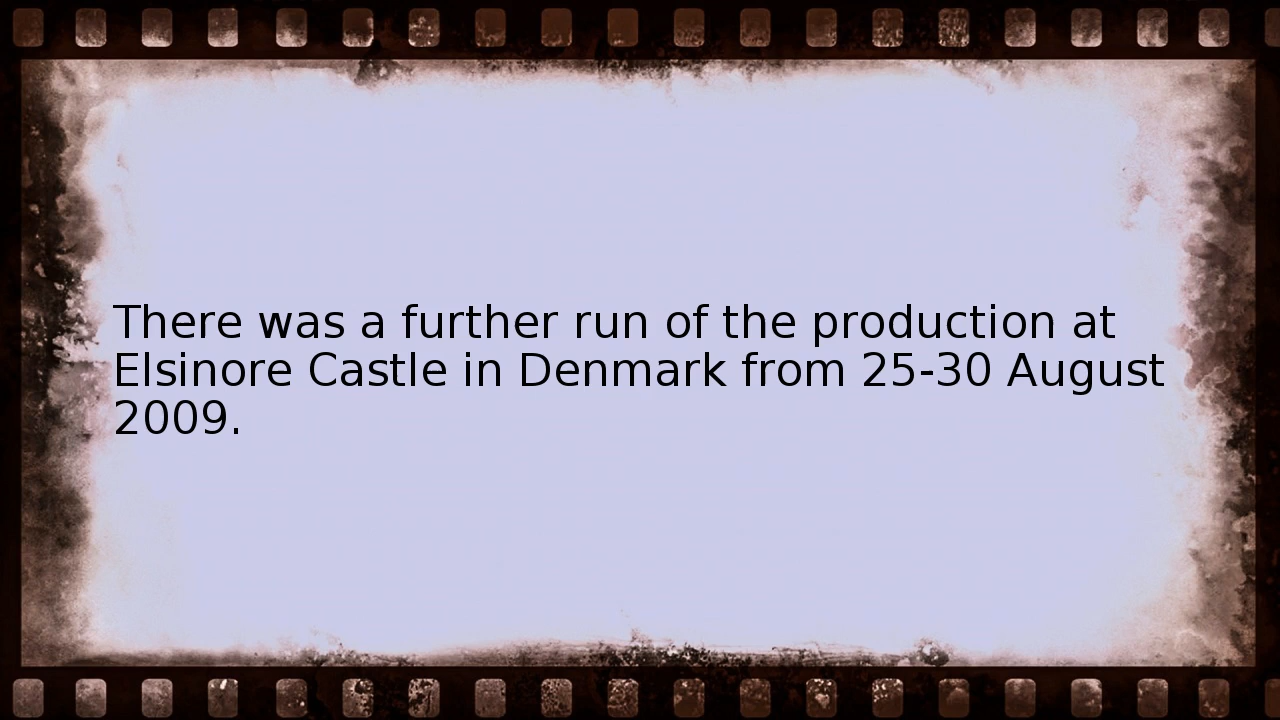 There was a further run of the production at
Elsinore Castle in Denmark from 25-30 August
2009.